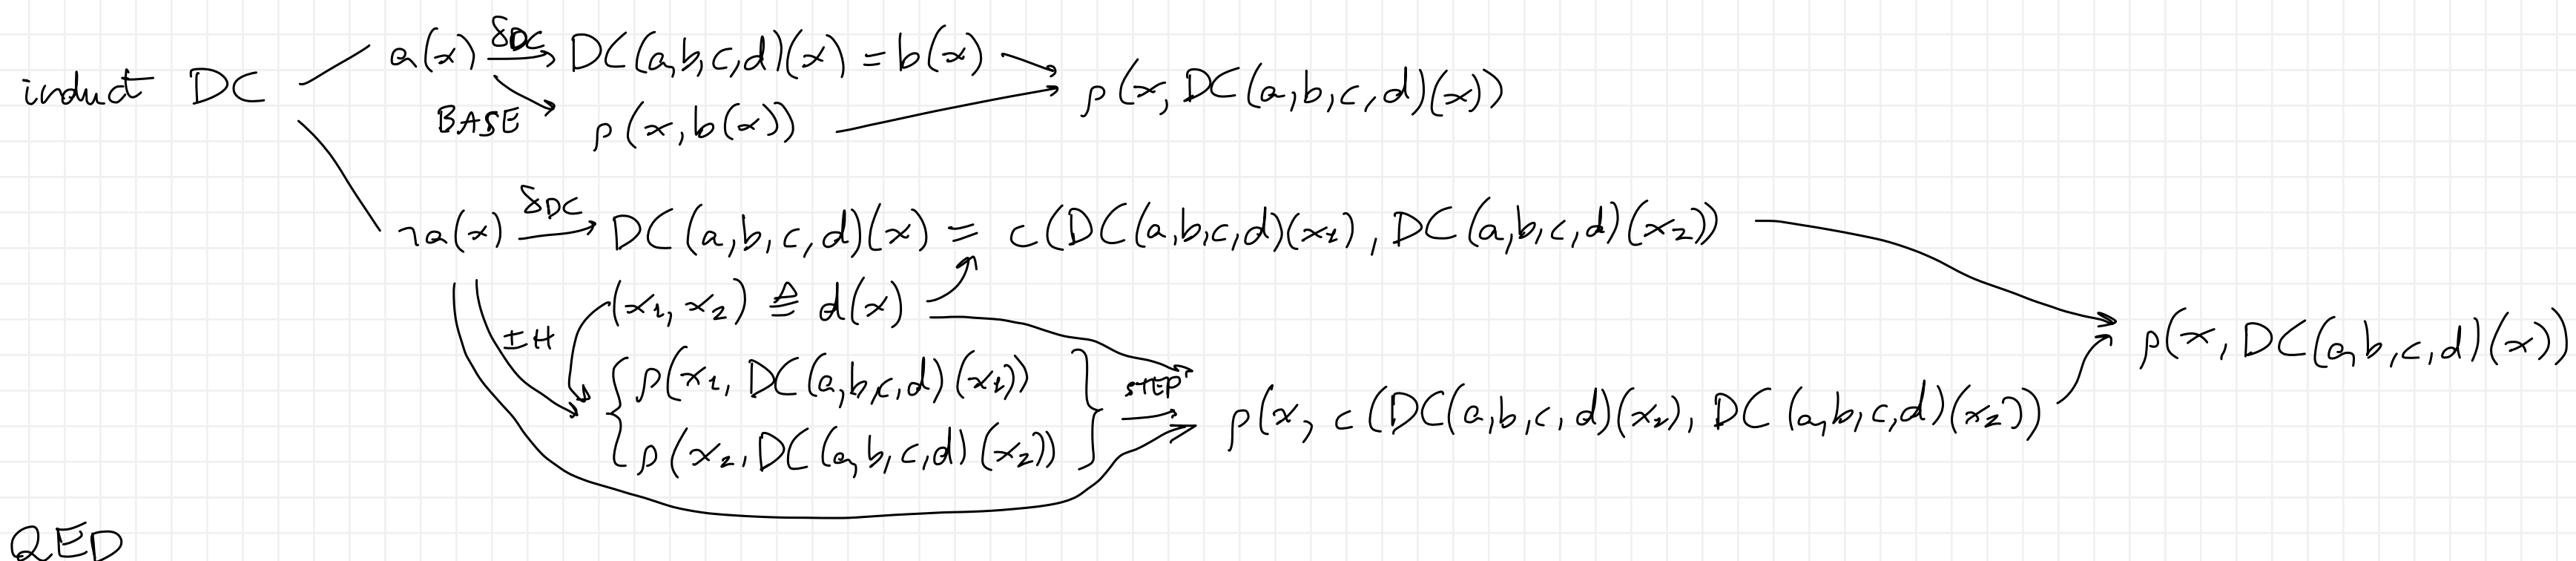 a(x) δDC DC(a,b,c,d)(x) = b(x)
induct DC
p(x, DC(a,b,c,d)(x))
BASE p(x, b(x))
¬a(x) δDC DC(a,b,c,d)(x) = c(DC(a,b,c,d)(x₁), DC(a,b,c,d)(x₂))
(x₁, x₂) ≜ d(x)
IH
p(x, DC(a,b,c,d)(x))
p(x₁, DC(a,b,c,d)(x₁))
STEP p(x, c(DC(a,b,c,d)(x₁), DC(a,b,c,d)(x₂))
p(x₂, DC(a,b,c,d)(x₂))
QED